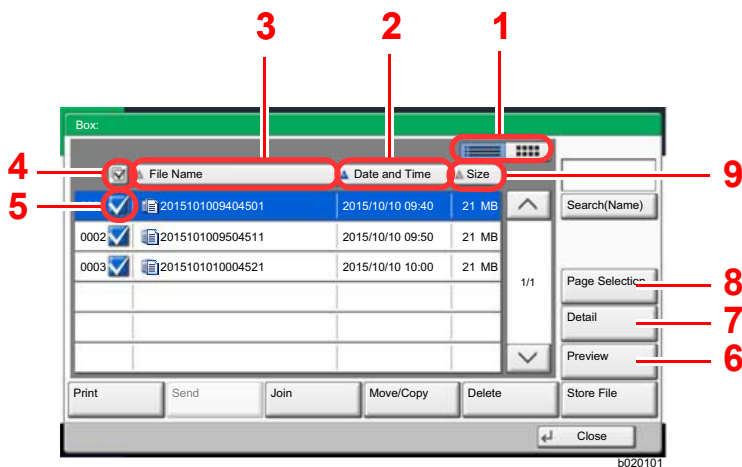 3 2 1
Box:
4 File Name Date and Time Size 9
5 2015101009404501 2015/10/10 09:40 21 MB Search(Name)
0002 2015101009504511 2015/10/10 09:50 21 MB
0003 2015101010004521 2015/10/10 10:00 21 MB
1/1 Page Selection 8
Detail 7
Preview 6
Print Send Join Move/Copy Delete Store File
Close
b020101